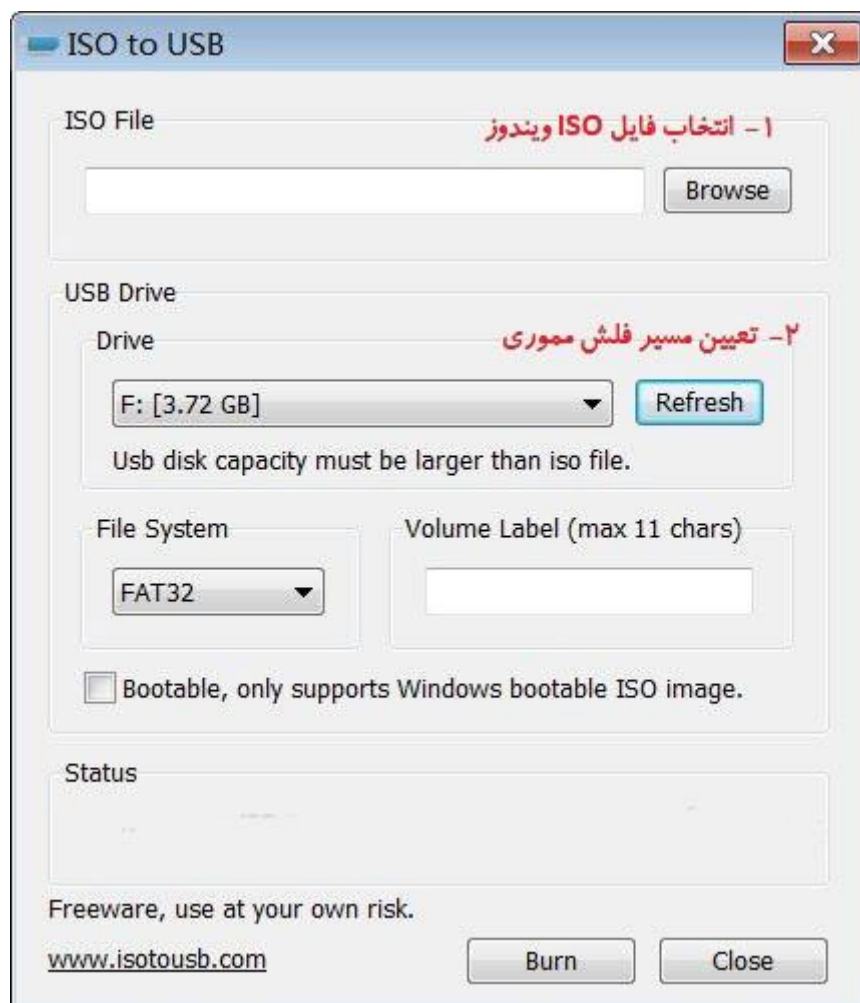 ISO to USB
ISO File
۱- انتخاب فایل ISO ویندوز
Browse
USB Drive
Drive
۲- تعیین مسیر فلش مموری
F: [3.72 GB]
Refresh
Usb disk capacity must be larger than iso file.
File System
Volume Label (max 11 chars)
FAT32
Bootable, only supports Windows bootable ISO image.
Status
Freeware, use at your own risk.
www.isotousb.com
Burn
Close